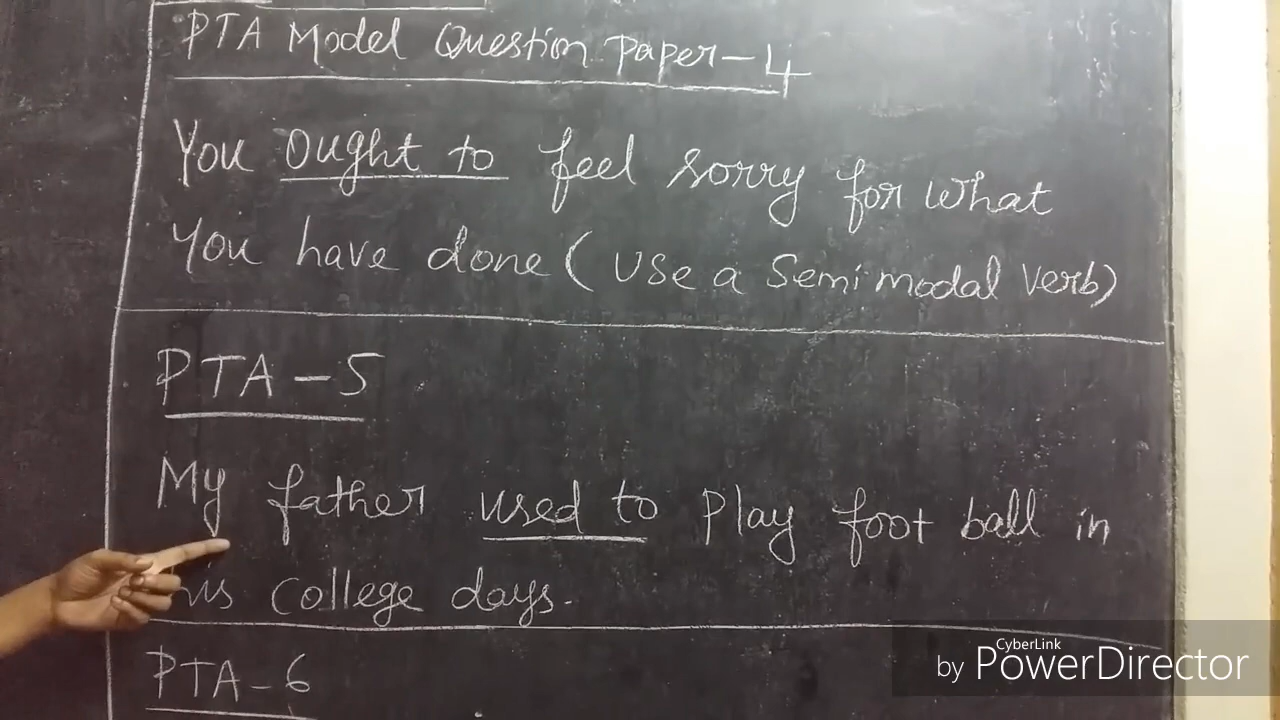 PTA Model Question Paper-4
You ought to feel sorry for what
You have done (use a semi modal verb)
PTA-5
My father used to play foot ball in
his college days.
PTA-6
CyberLink
by PowerDirector